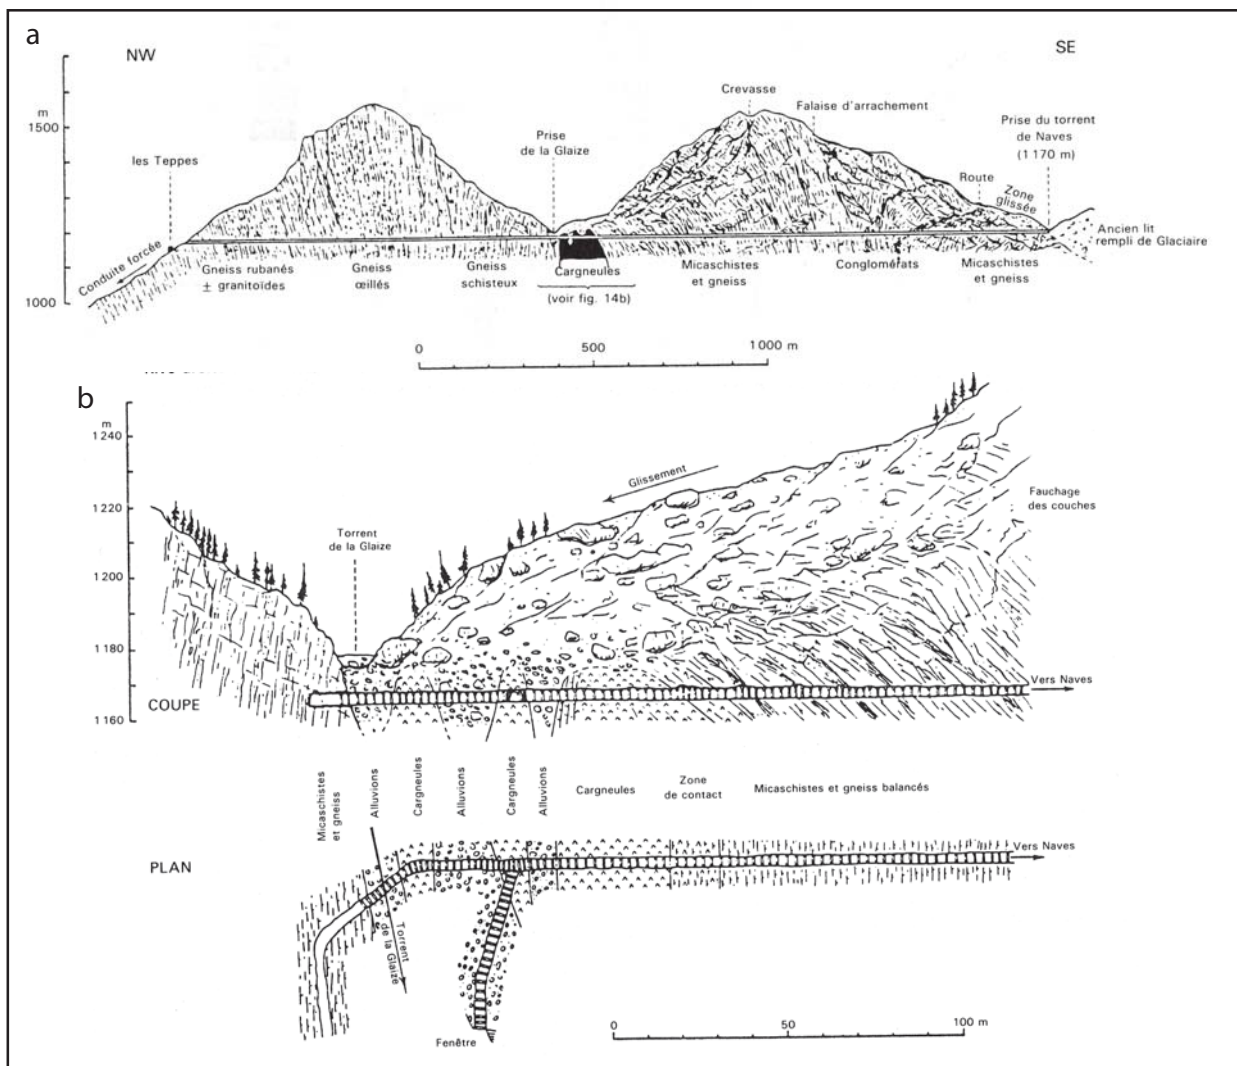 a
NW
SE
m
1500
1000
Crevasse
Falaise d'arrachement
Prise du torrent
de Naves
(1 170 m)
Prise
de la Glaize
les Teppes
Route
Zone
glissée
Ancien lit
rempli de Glaciaire
Conduite forcée
Gneiss rubanés
± granitoïdes
Gneiss
œillés
Gneiss
schisteux
Cargneules
(voir fig. 14b)
Micaschistes
et gneiss
Conglomérats
Micaschistes
et gneiss
?
0
500
1 000 m
b
m
1 240
1 220
1 200
1 180
1 160
Glissement
Fauchage
des couches
Torrent
de la Glaize
Vers Naves
COUPE
Micaschistes
et gneiss
Alluvions
Cargneules
Alluvions
Cargneules
Alluvions
Cargneules
Zone
de contact
Micaschistes et gneiss balancés
PLAN
Vers Naves
Torrent
de la Glaize
Fenêtre
0
50
100 m